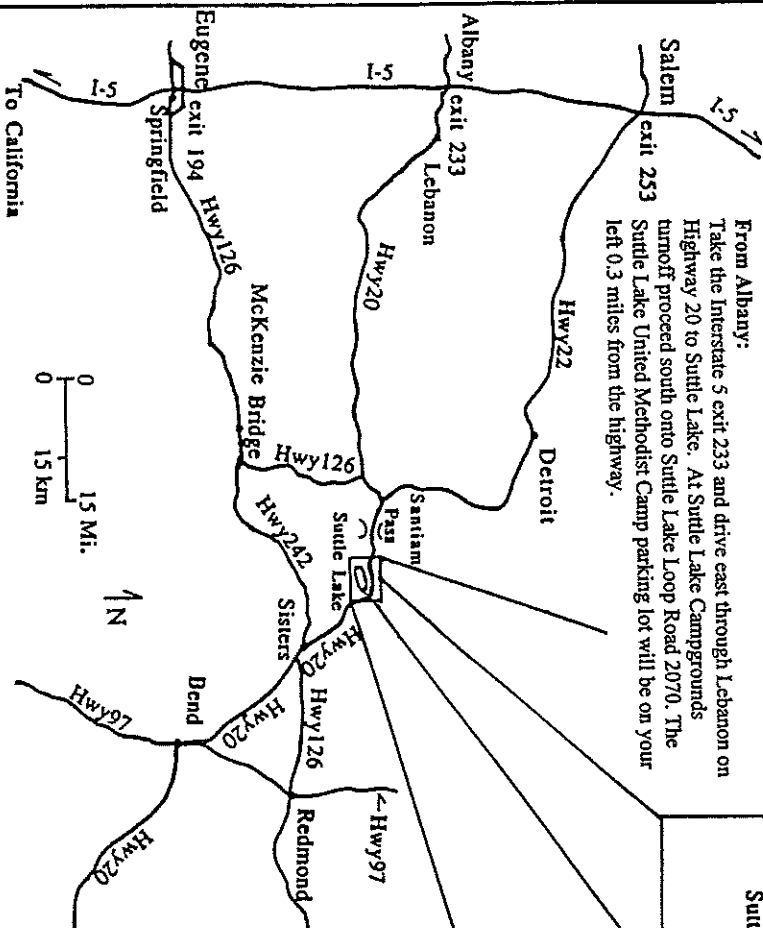 I-5
Salem
exit 253
Hwy22
Detroit
Albany
exit 233
Lebanon
Hwy20
I-5
Santiam
Pass
Suttle Lake
Hwy126
Eugene
exit 194
Springfield
Hwy126
McKenzie Bridge
Hwy242
Sisters
Hwy20
Hwy126
Hwy20
Redmond
Hwy97
Bend
Hwy97
Hwy20
I-5
To California
0
15 Mi.
0
15 km
N
From Albany:
Take the Interstate 5 exit 233 and drive east through Lebanon on
Highway 20 to Suttle Lake. At Suttle Lake Campgrounds
turnoff proceed south onto Suttle Lake Loop Road 2070. The
Suttle Lake United Methodist Camp parking lot will be on your
left 0.3 miles from the highway.
Sutt